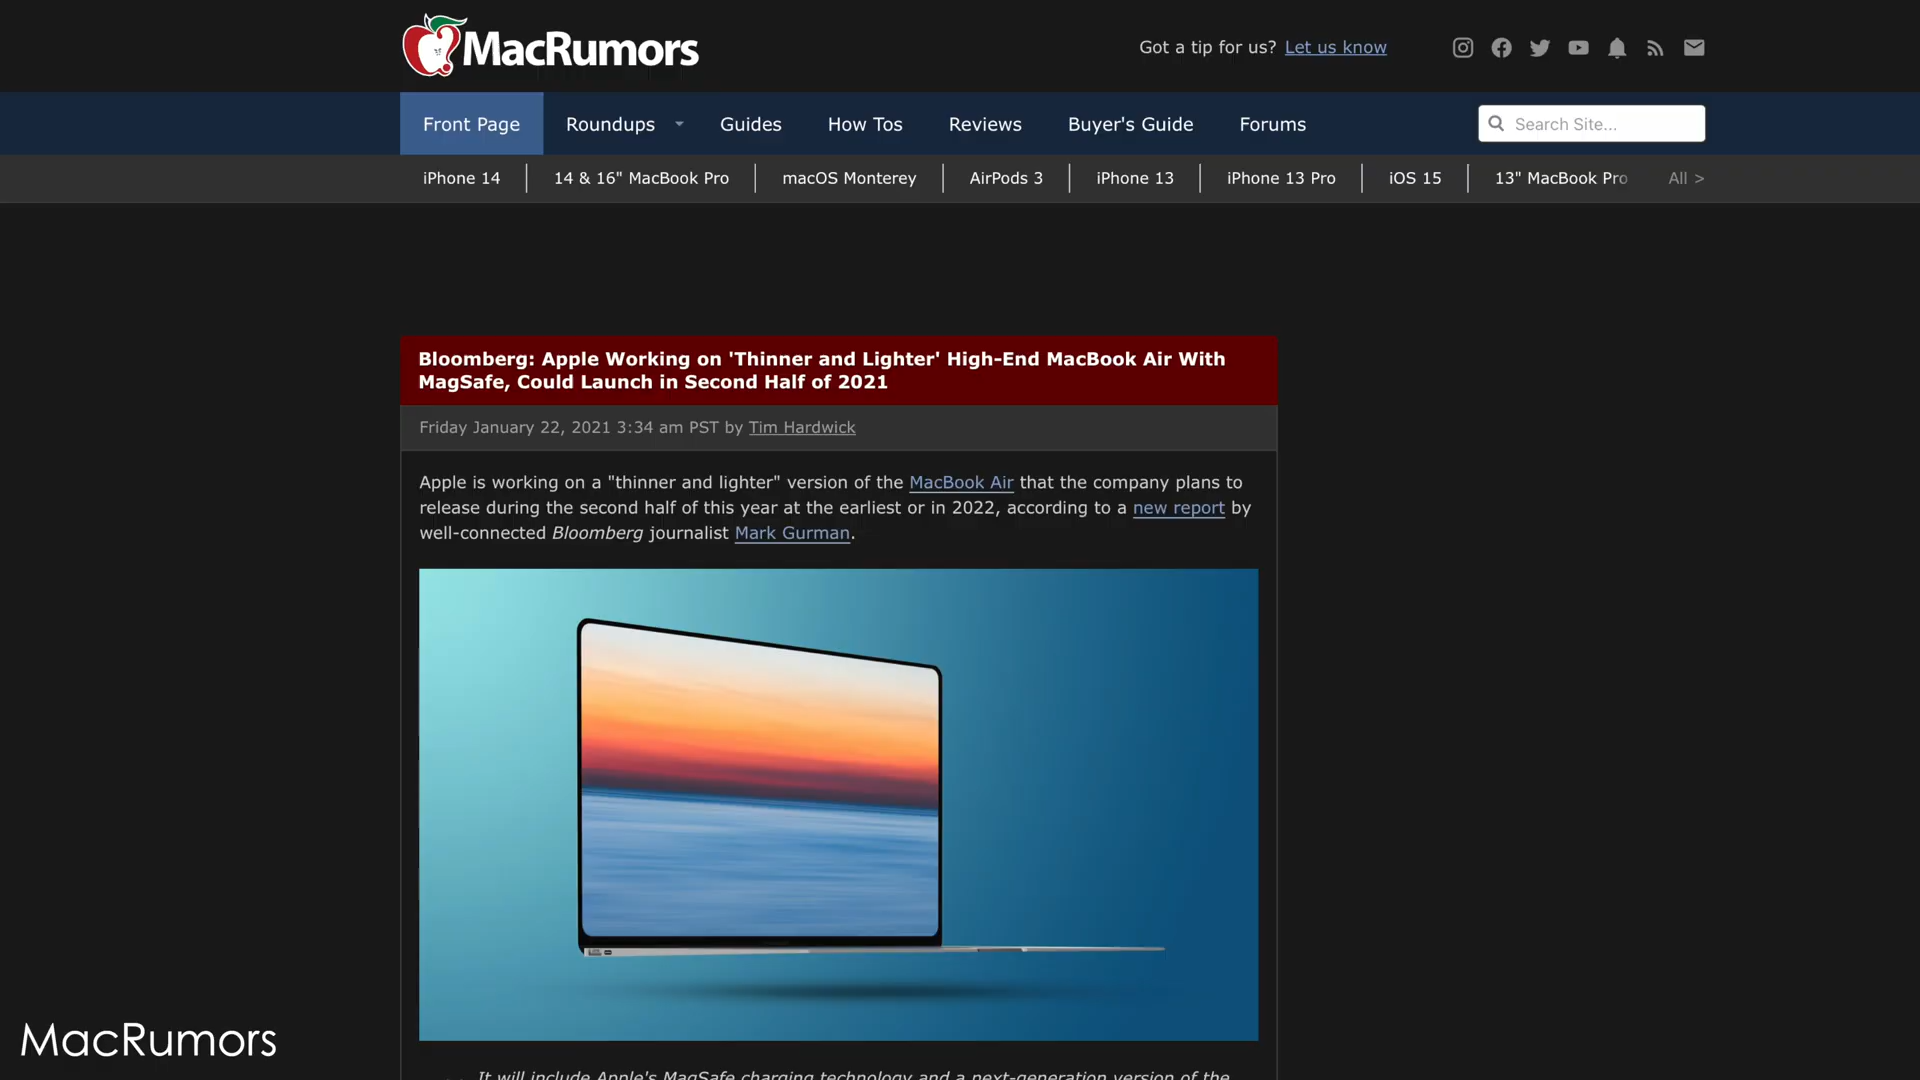 MacRumors
Got a tip for us? Let us know
Front Page
Roundups
Guides
How Tos
Reviews
Buyer's Guide
Forums
Search Site...
iPhone 14
14 & 16" MacBook Pro
macOS Monterey
AirPods 3
iPhone 13
iPhone 13 Pro
iOS 15
13" MacBook Pro
All >
Bloomberg: Apple Working on 'Thinner and Lighter' High-End MacBook Air With
MagSafe, Could Launch in Second Half of 2021
Friday January 22, 2021 3:34 am PST by Tim Hardwick
Apple is working on a "thinner and lighter" version of the MacBook Air that the company plans to
release during the second half of this year at the earliest or in 2022, according to a new report by
well-connected Bloomberg journalist Mark Gurman.
It will include Apple's MagSafe charging technology and a next-generation version of the
MacRumors